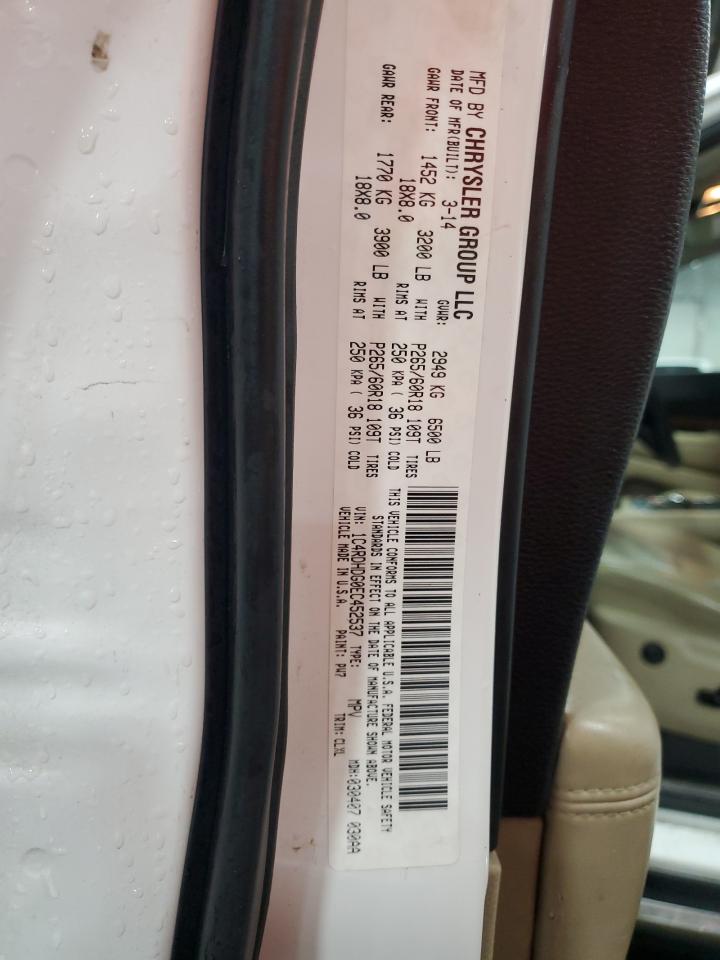 MFD BY CHRYSLER GROUP LLC
DATE OF MFR(BUILT): 3-14 GVWR: 2949 KG 6500 LB
GAWR FRONT: 1452 KG 3200 LB WITH P265/60R18 109T TIRES
18X8.0 RIMS AT 250 KPA ( 36 PSI) COLD
GAWR REAR: 1770 KG 3900 LB WITH P265/60R18 109T TIRES
18X8.0 RIMS AT 250 KPA ( 36 PSI) COLD
THIS VEHICLE CONFORMS TO ALL APPLICABLE U.S.A. FEDERAL MOTOR VEHICLE SAFETY
STANDARDS IN EFFECT ON THE DATE OF MANUFACTURE SHOWN ABOVE.
VIN: 1C4RDHDG0EC452537 TYPE: MPV MDH:030407 030AA
VEHICLE MADE IN U.S.A. PAINT: PW7 TRIM: CLXL